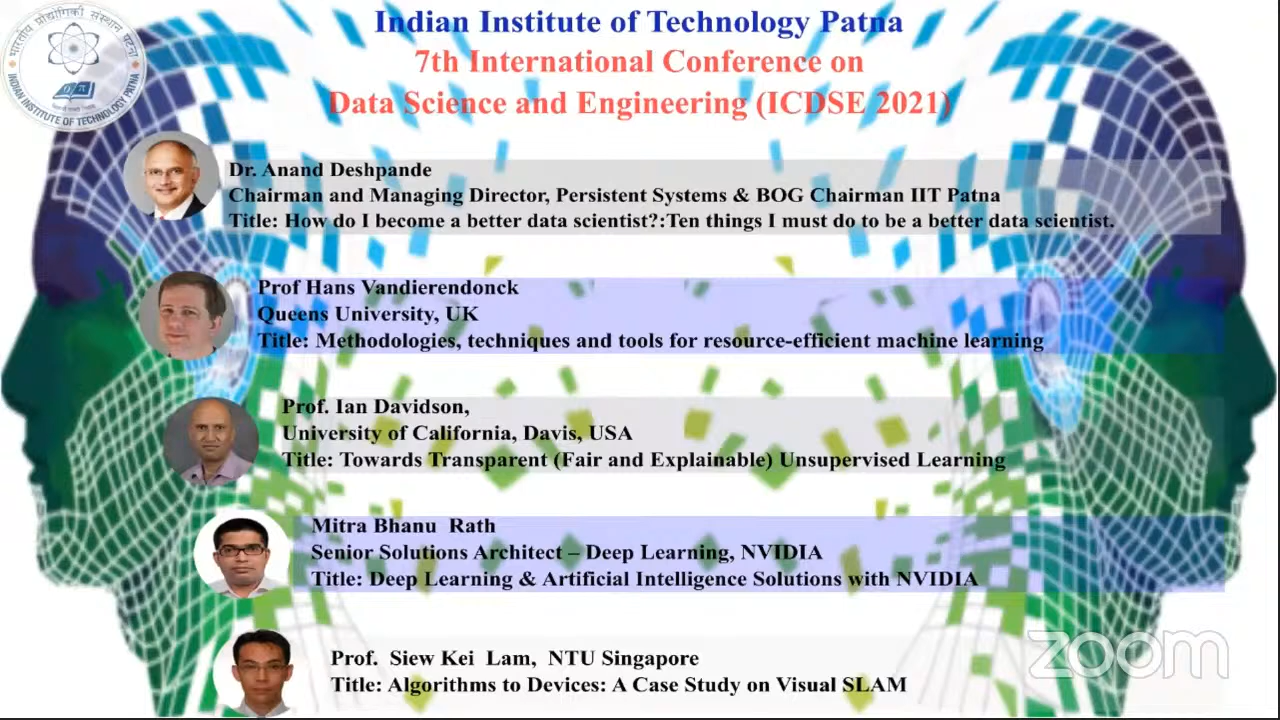 भारतीय प्रौद्योगिकी संस्थान पटना
INDIAN INSTITUTE OF TECHNOLOGY PATNA
Indian Institute of Technology Patna
7th International Conference on
Data Science and Engineering (ICDSE 2021)
Dr. Anand Deshpande
Chairman and Managing Director, Persistent Systems & BOG Chairman IIT Patna
Title: How do I become a better data scientist?:Ten things I must do to be a better data scientist.
Prof Hans Vandierendonck
Queens University, UK
Title: Methodologies, techniques and tools for resource-efficient machine learning
Prof. Ian Davidson,
University of California, Davis, USA
Title: Towards Transparent (Fair and Explainable) Unsupervised Learning
Mitra Bhanu Rath
Senior Solutions Architect – Deep Learning, NVIDIA
Title: Deep Learning & Artificial Intelligence Solutions with NVIDIA
Prof. Siew Kei Lam, NTU Singapore
Title: Algorithms to Devices: A Case Study on Visual SLAM
zoom